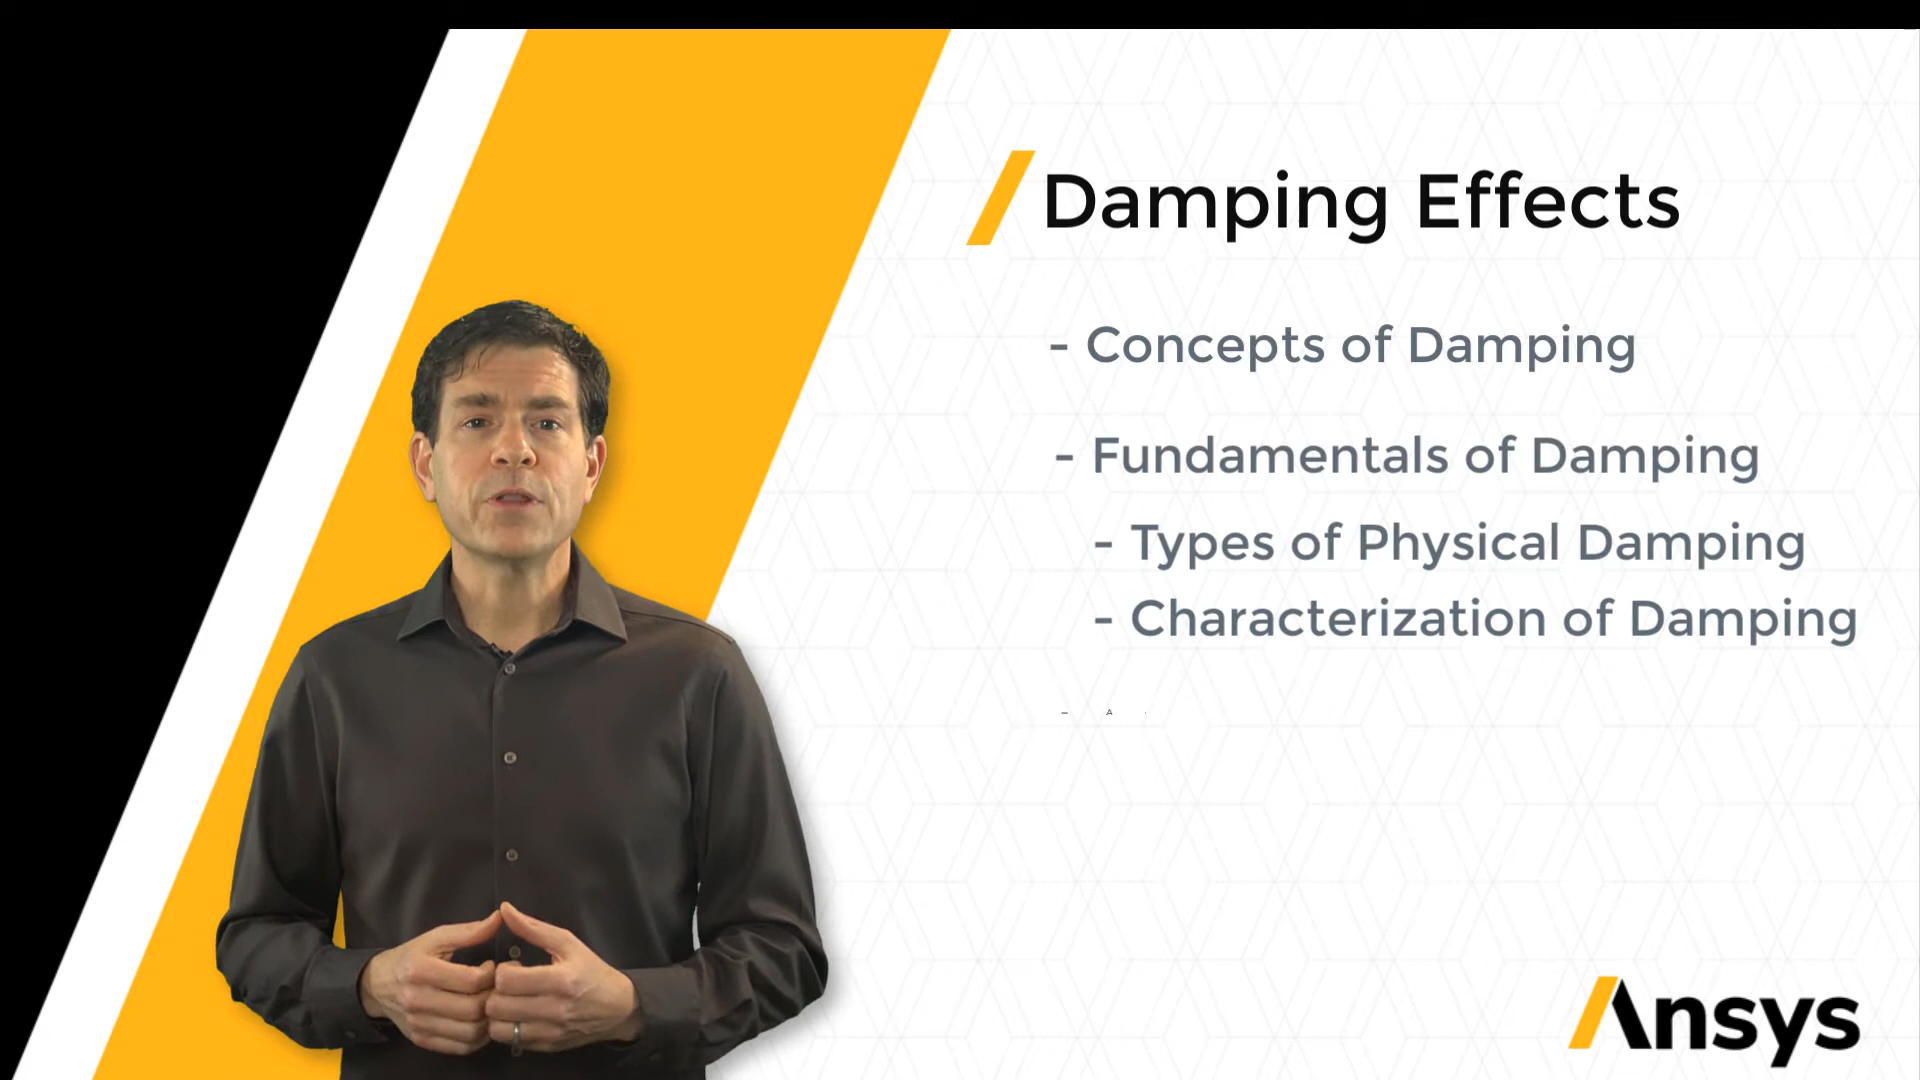 Damping Effects
- Concepts of Damping
- Fundamentals of Damping
- Types of Physical Damping
- Characterization of Damping
- A
Ansys